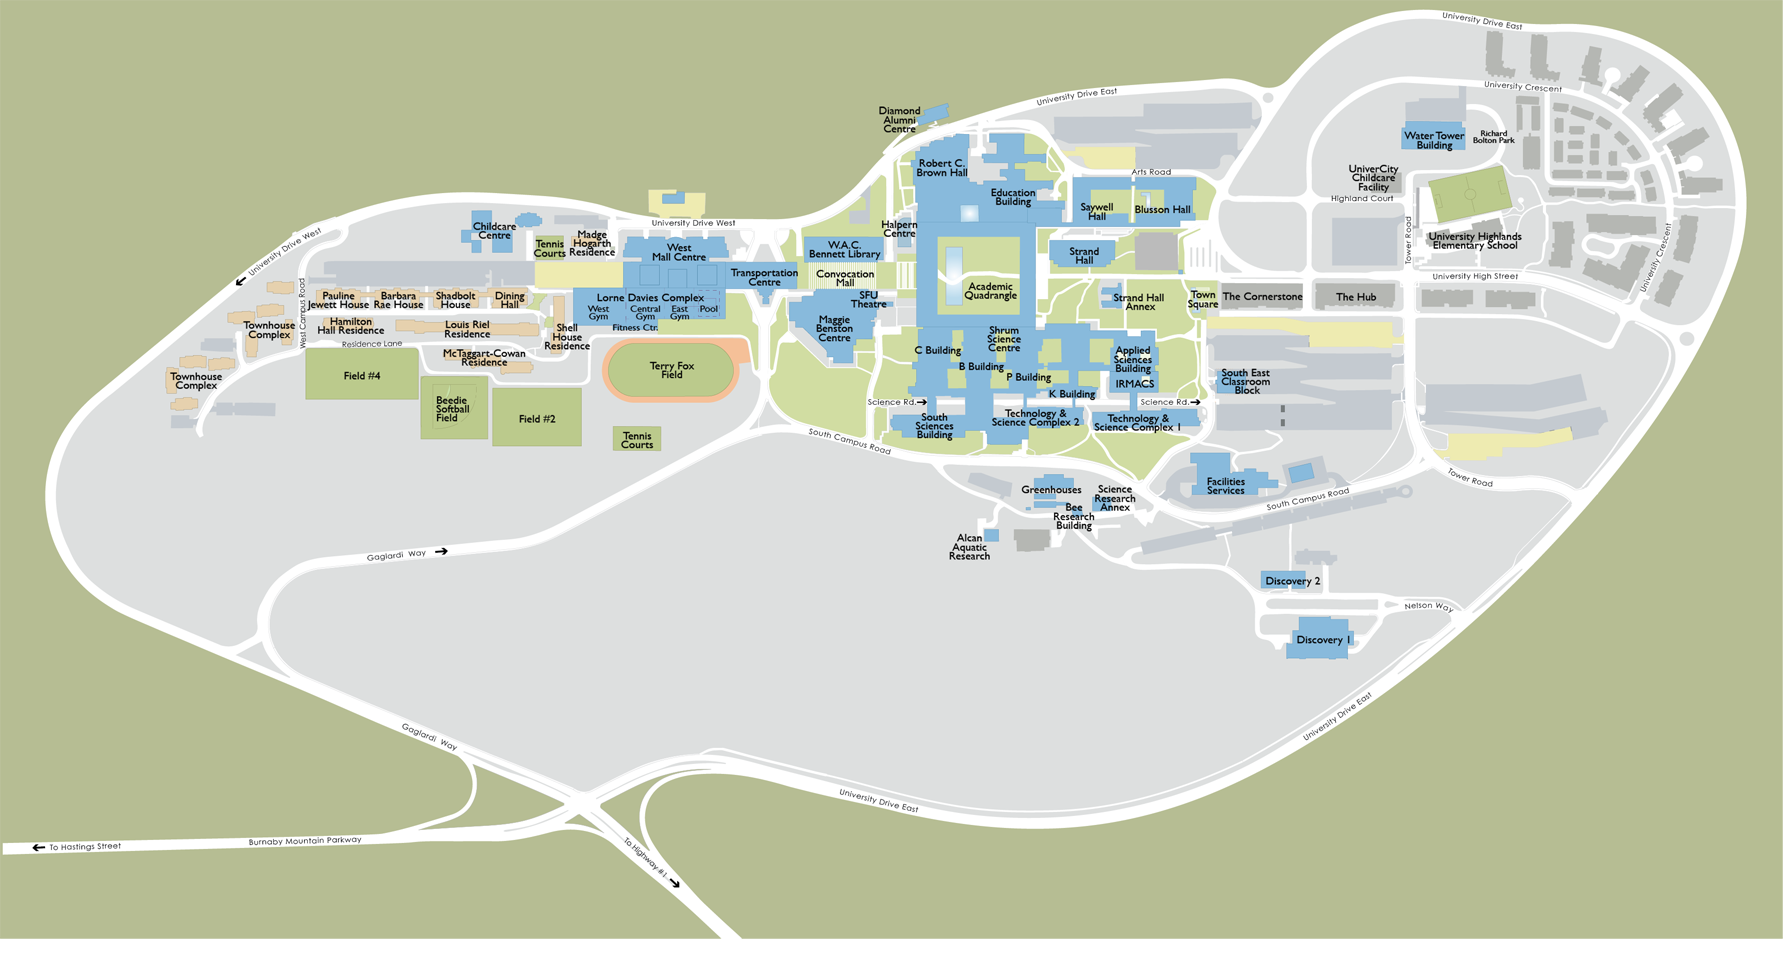 University Drive East
University Crescent
University Drive East
Diamond
Alumni
Centre
Water Tower
Building
Richard
Bolton Park
Robert C.
Brown Hall
Arts Road
UniverCity
Childcare
Facility
Highland Court
Education
Building
Saywell
Hall
Blusson Hall
University Drive West
Childcare
Centre
Halpern
Centre
University Drive West
Tennis
Courts
Madge
Hogarth
Residence
West
Mall Centre
W.A.C.
Bennett Library
Strand
Hall
Tower Road
University Highlands
Elementary School
University Crescent
Transportation
Centre
Convocation
Mall
University High Street
Academic
Quadrangle
Pauline
Jewett House
Barbara
Rae House
Shadbolt
House
Dining
Hall
Lorne Davies Complex
West
Gym
Central
Gym
East
Gym
Pool
Fitness Ctr.
SFU
Theatre
Strand Hall
Annex
Town
Square
The Cornerstone
The Hub
West Campus Road
Townhouse
Complex
Hamilton
Hall Residence
Louis Riel
Residence
Shell
House
Residence
Maggie
Benston
Centre
Shrum
Science
Centre
Residence Lane
McTaggart-Cowan
Residence
C Building
B Building
P Building
K Building
Applied
Sciences
Building
IRMACS
Townhouse
Complex
Field #4
Terry Fox
Field
South East
Classroom
Block
Beedie
Softball
Field
Field #2
Science Rd.
Science Rd.
South
Sciences
Building
Technology &
Science Complex 2
Technology &
Science Complex 1
Tennis
Courts
South Campus Road
Tower Road
Greenhouses
Science
Research
Annex
Facilities
Services
South Campus Road
Bee
Research
Building
Alcan
Aquatic
Research
Gaglardi Way
Discovery 2
Nelson Way
Discovery 1
University Drive East
Gaglardi Way
University Drive East
To Hastings Street
Burnaby Mountain Parkway
To Highway #1